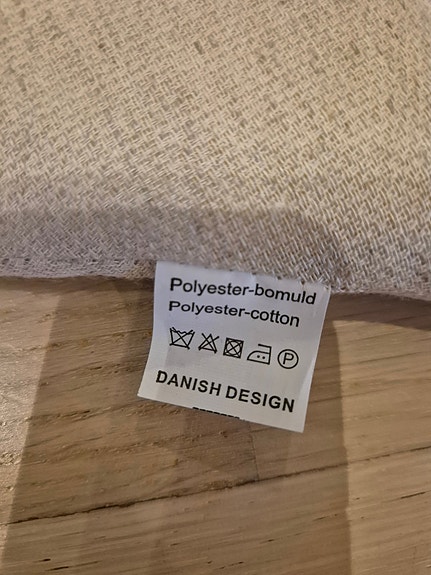 Polyester-bomuld
Polyester-cotton
P
DANISH DESIGN